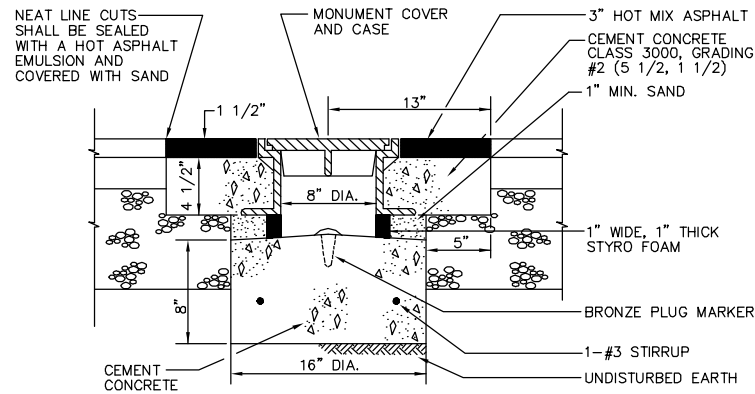 NEAT LINE CUTS
SHALL BE SEALED
WITH A HOT ASPHALT
EMULSION AND
COVERED WITH SAND
MONUMENT COVER
AND CASE
3" HOT MIX ASPHALT
CEMENT CONCRETE
CLASS 3000, GRADING
#2 (5 1/2, 1 1/2)
1" MIN. SAND
1 1/2"
13"
4 1/2"
8" DIA.
5"
1" WIDE, 1" THICK
STYRO FOAM
8"
BRONZE PLUG MARKER
1-#3 STIRRUP
UNDISTURBED EARTH
CEMENT
CONCRETE
16" DIA.